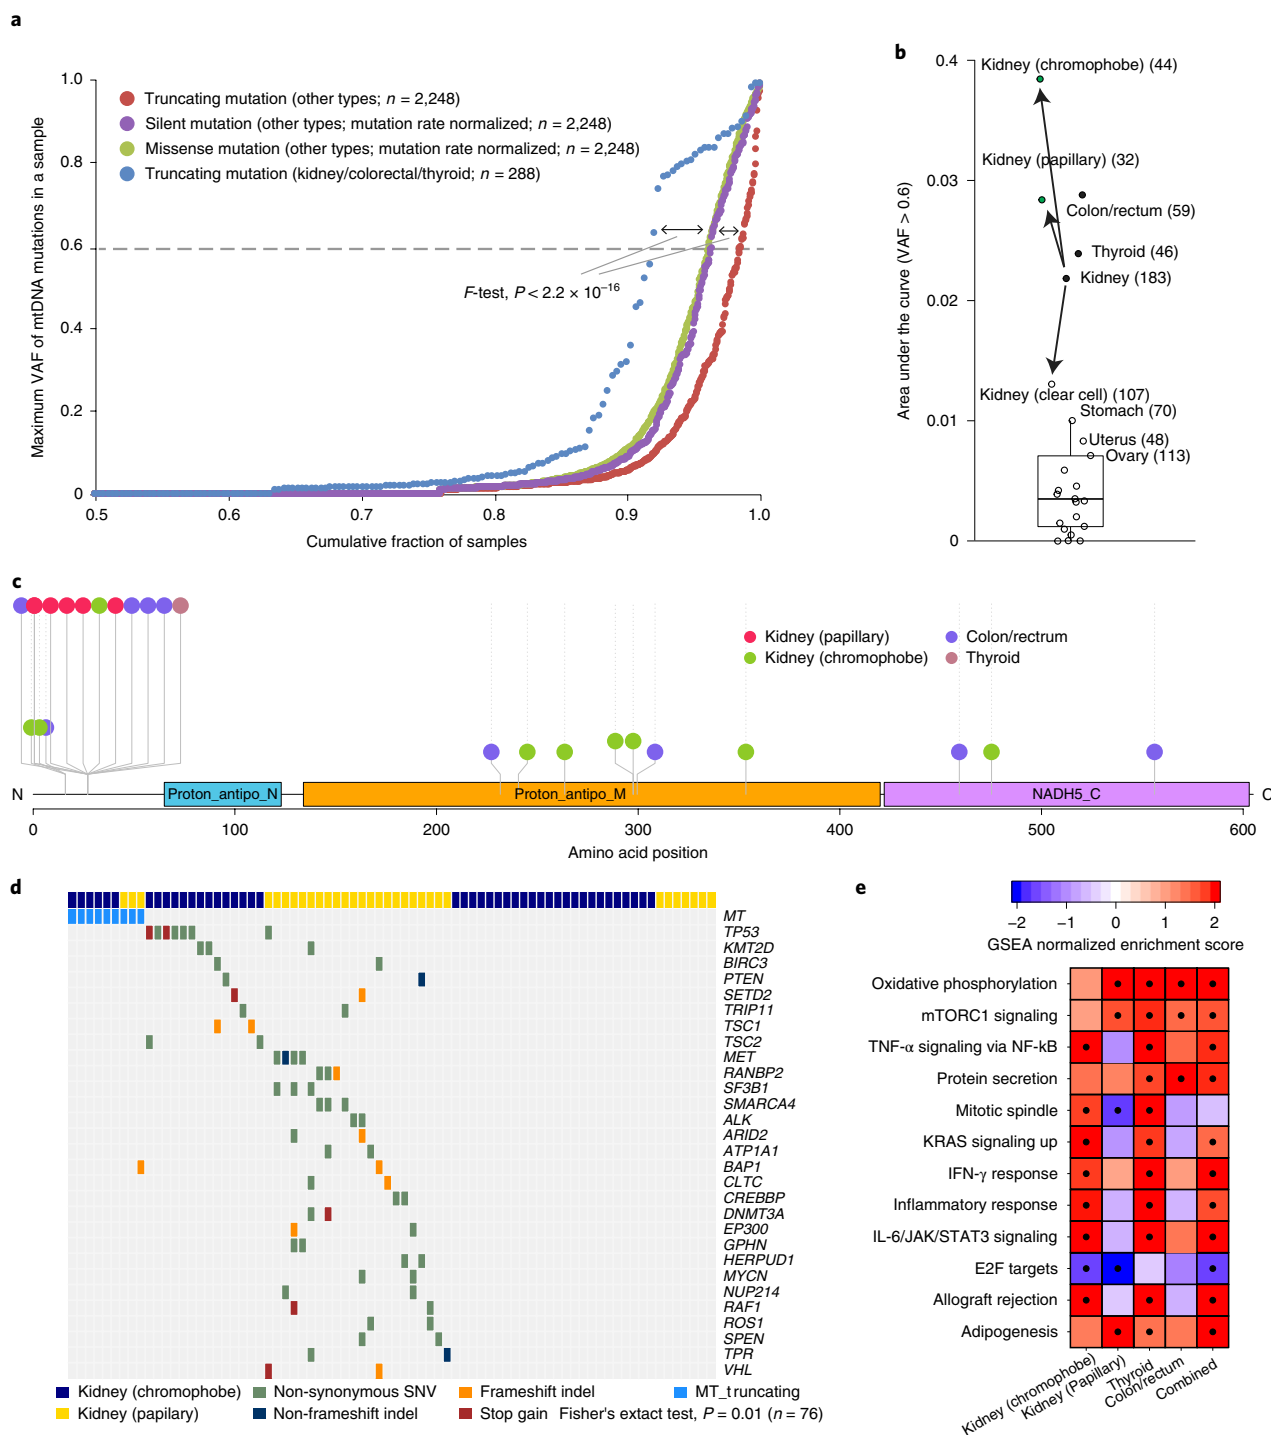 a
Maximum VAF of mtDNA mutations in a sample
1.0
0.8
0.6
0.4
0.2
0
0.5
0.6
0.7
0.8
0.9
1.0
Cumulative fraction of samples
Truncating mutation (other types; n = 2,248)
Silent mutation (other types; mutation rate normalized; n = 2,248)
Missense mutation (other types; mutation rate normalized; n = 2,248)
Truncating mutation (kidney/colorectal/thyroid; n = 288)
F-test, P < 2.2 × 10⁻¹⁶
b
Area under the curve (VAF > 0.6)
0.4
0.03
0.02
0.01
0
Kidney (chromophobe) (44)
Kidney (papillary) (32)
Colon/rectum (59)
Thyroid (46)
Kidney (183)
Kidney (clear cell) (107)
Stomach (70)
Uterus (48)
Ovary (113)
c
Kidney (papillary)
Kidney (chromophobe)
Colon/rectrum
Thyroid
N
Proton_antipo_N
Proton_antipo_M
NADH5_C
C
0
100
200
300
400
500
600
Amino acid position
d
MT
TP53
KMT2D
BIRC3
PTEN
SETD2
TRIP11
TSC1
TSC2
MET
RANBP2
SF3B1
SMARCA4
ALK
ARID2
ATP1A1
BAP1
CLTC
CREBBP
DNMT3A
EP300
GPHN
HERPUD1
MYCN
NUP214
RAF1
ROS1
SPEN
TPR
VHL
Kidney (chromophobe)
Kidney (papilary)
Non-synonymous SNV
Non-frameshift indel
Frameshift indel
Stop gain
MT_truncating
Fisher's exact test, P = 0.01 (n = 76)
e
−2
−1
0
1
2
GSEA normalized enrichment score
Oxidative phosphorylation
mTORC1 signaling
TNF-α signaling via NF-kB
Protein secretion
Mitotic spindle
KRAS signaling up
IFN-γ response
Inflammatory response
IL-6/JAK/STAT3 signaling
E2F targets
Allograft rejection
Adipogenesis
Kidney (chromophobe)
Kidney (Papillary)
Thyroid
Colon/rectum
Combined